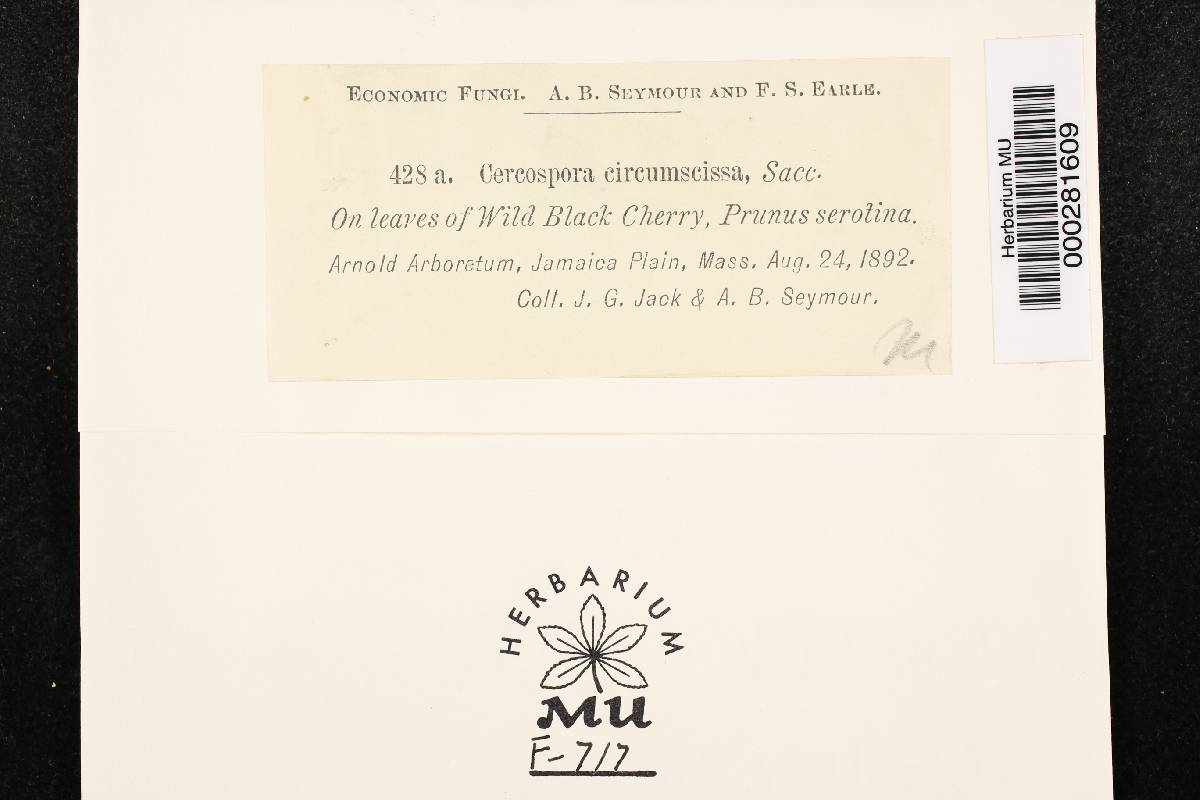 Economic Fungi. A. B. Seymour and F. S. Earle.
428 a. Cercospora circumscissa, Sacc.
On leaves of Wild Black Cherry, Prunus serotina.
Arnold Arboretum, Jamaica Plain, Mass. Aug. 24, 1892.
Coll. J. G. Jack & A. B. Seymour.
Herbarium MU
000281609
HERBARIUM
MU
F-717